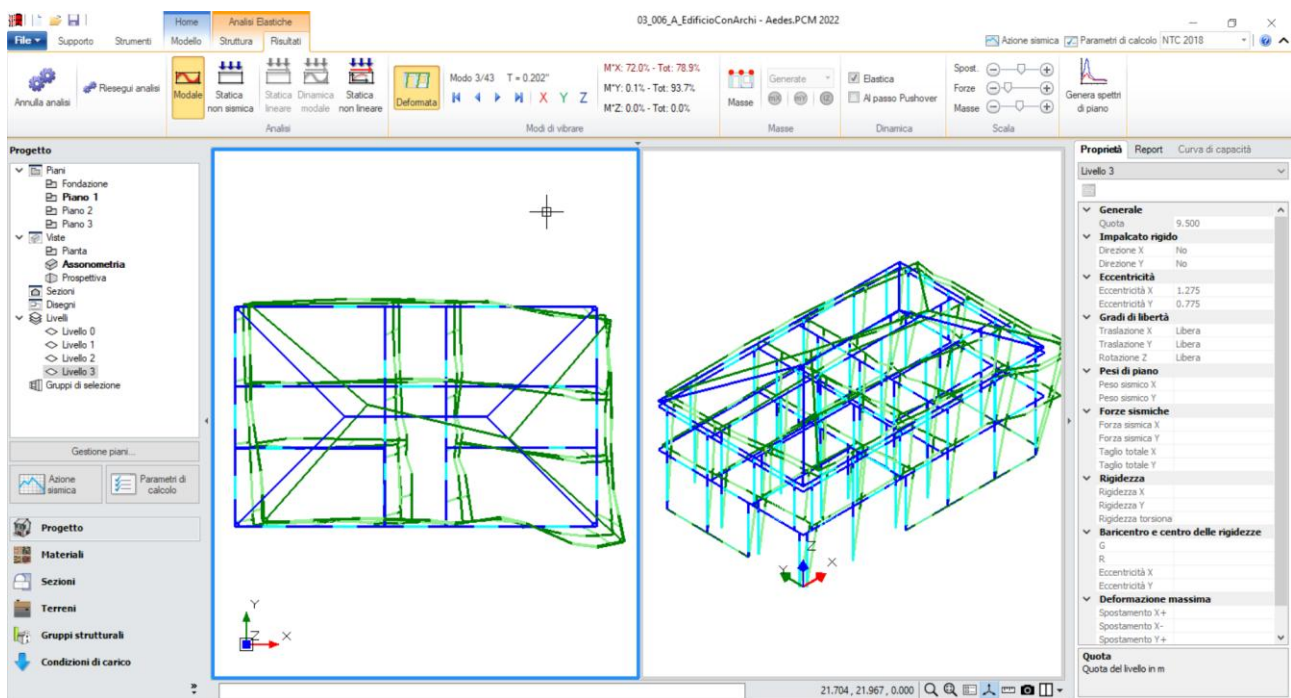 03_006_A_EdificioConArchi - Aedes.PCM 2022
Home
Analisi Elastiche
File
Supporto
Strumenti
Modello
Struttura
Risultati
Azione sismica
Parametri di calcolo
NTC 2018
Annulla analisi
Riesegui analisi
Modale
Statica non sismica
Statica lineare
Dinamica modale
Statica non lineare
Analisi
Deformata
Modo 3/43 T = 0.202"
X Y Z
M*X: 72.0% - Tot: 78.9%
M*Y: 0.1% - Tot: 93.7%
M*Z: 0.0% - Tot: 0.0%
Modi di vibrare
Masse
Generate
Masse
Elastica
Al passo Pushover
Dinamica
Spost.
Forze
Masse
Scala
Genera spettri di piano
Progetto
Piani
Fondazione
Piano 1
Piano 2
Piano 3
Viste
Pianta
Assonometria
Prospettiva
Sezioni
Disegni
Livelli
Livello 0
Livello 1
Livello 2
Livello 3
Gruppi di selezione
Gestione piani...
Azione sismica
Parametri di calcolo
Progetto
Materiali
Sezioni
Terreni
Gruppi strutturali
Condizioni di carico
Y
Z
X
Z
Y
X
21.704 , 21.967 , 0.000
Proprietà
Report
Curva di capacità
Livello 3
Generale
Quota 9.500
Impalcato rigido
Direzione X No
Direzione Y No
Eccentricità
Eccentricità X 1.275
Eccentricità Y 0.775
Gradi di libertà
Traslazione X Libera
Traslazione Y Libera
Rotazione Z Libera
Pesi di piano
Peso sismico X
Peso sismico Y
Forze sismiche
Forza sismica X
Forza sismica Y
Taglio totale X
Taglio totale Y
Rigidezza
Rigidezza X
Rigidezza Y
Rigidezza torsiona
Baricentro e centro delle rigidezze
G
R
Eccentricità X
Eccentricità Y
Deformazione massima
Spostamento X+
Spostamento X-
Spostamento Y+
Quota
Quota del livello in m